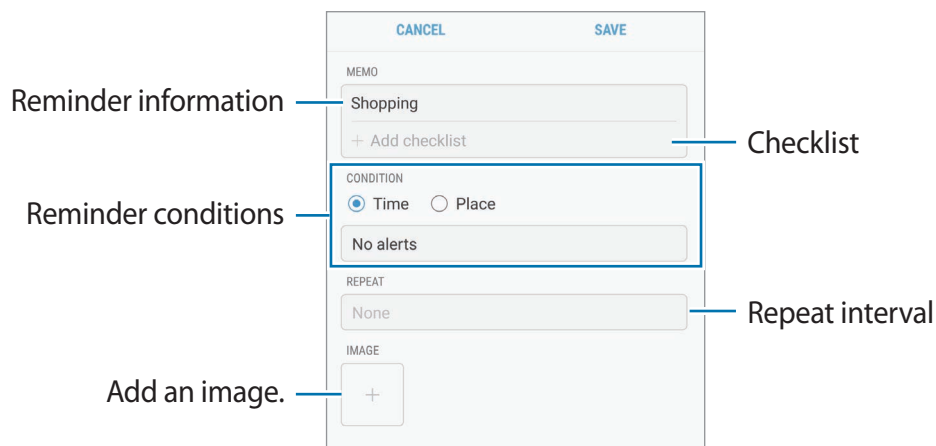 CANCEL SAVE
MEMO
Reminder information
Shopping
+ Add checklist
Checklist
CONDITION
Time Place
Reminder conditions
No alerts
REPEAT
None
Repeat interval
IMAGE
Add an image.
+